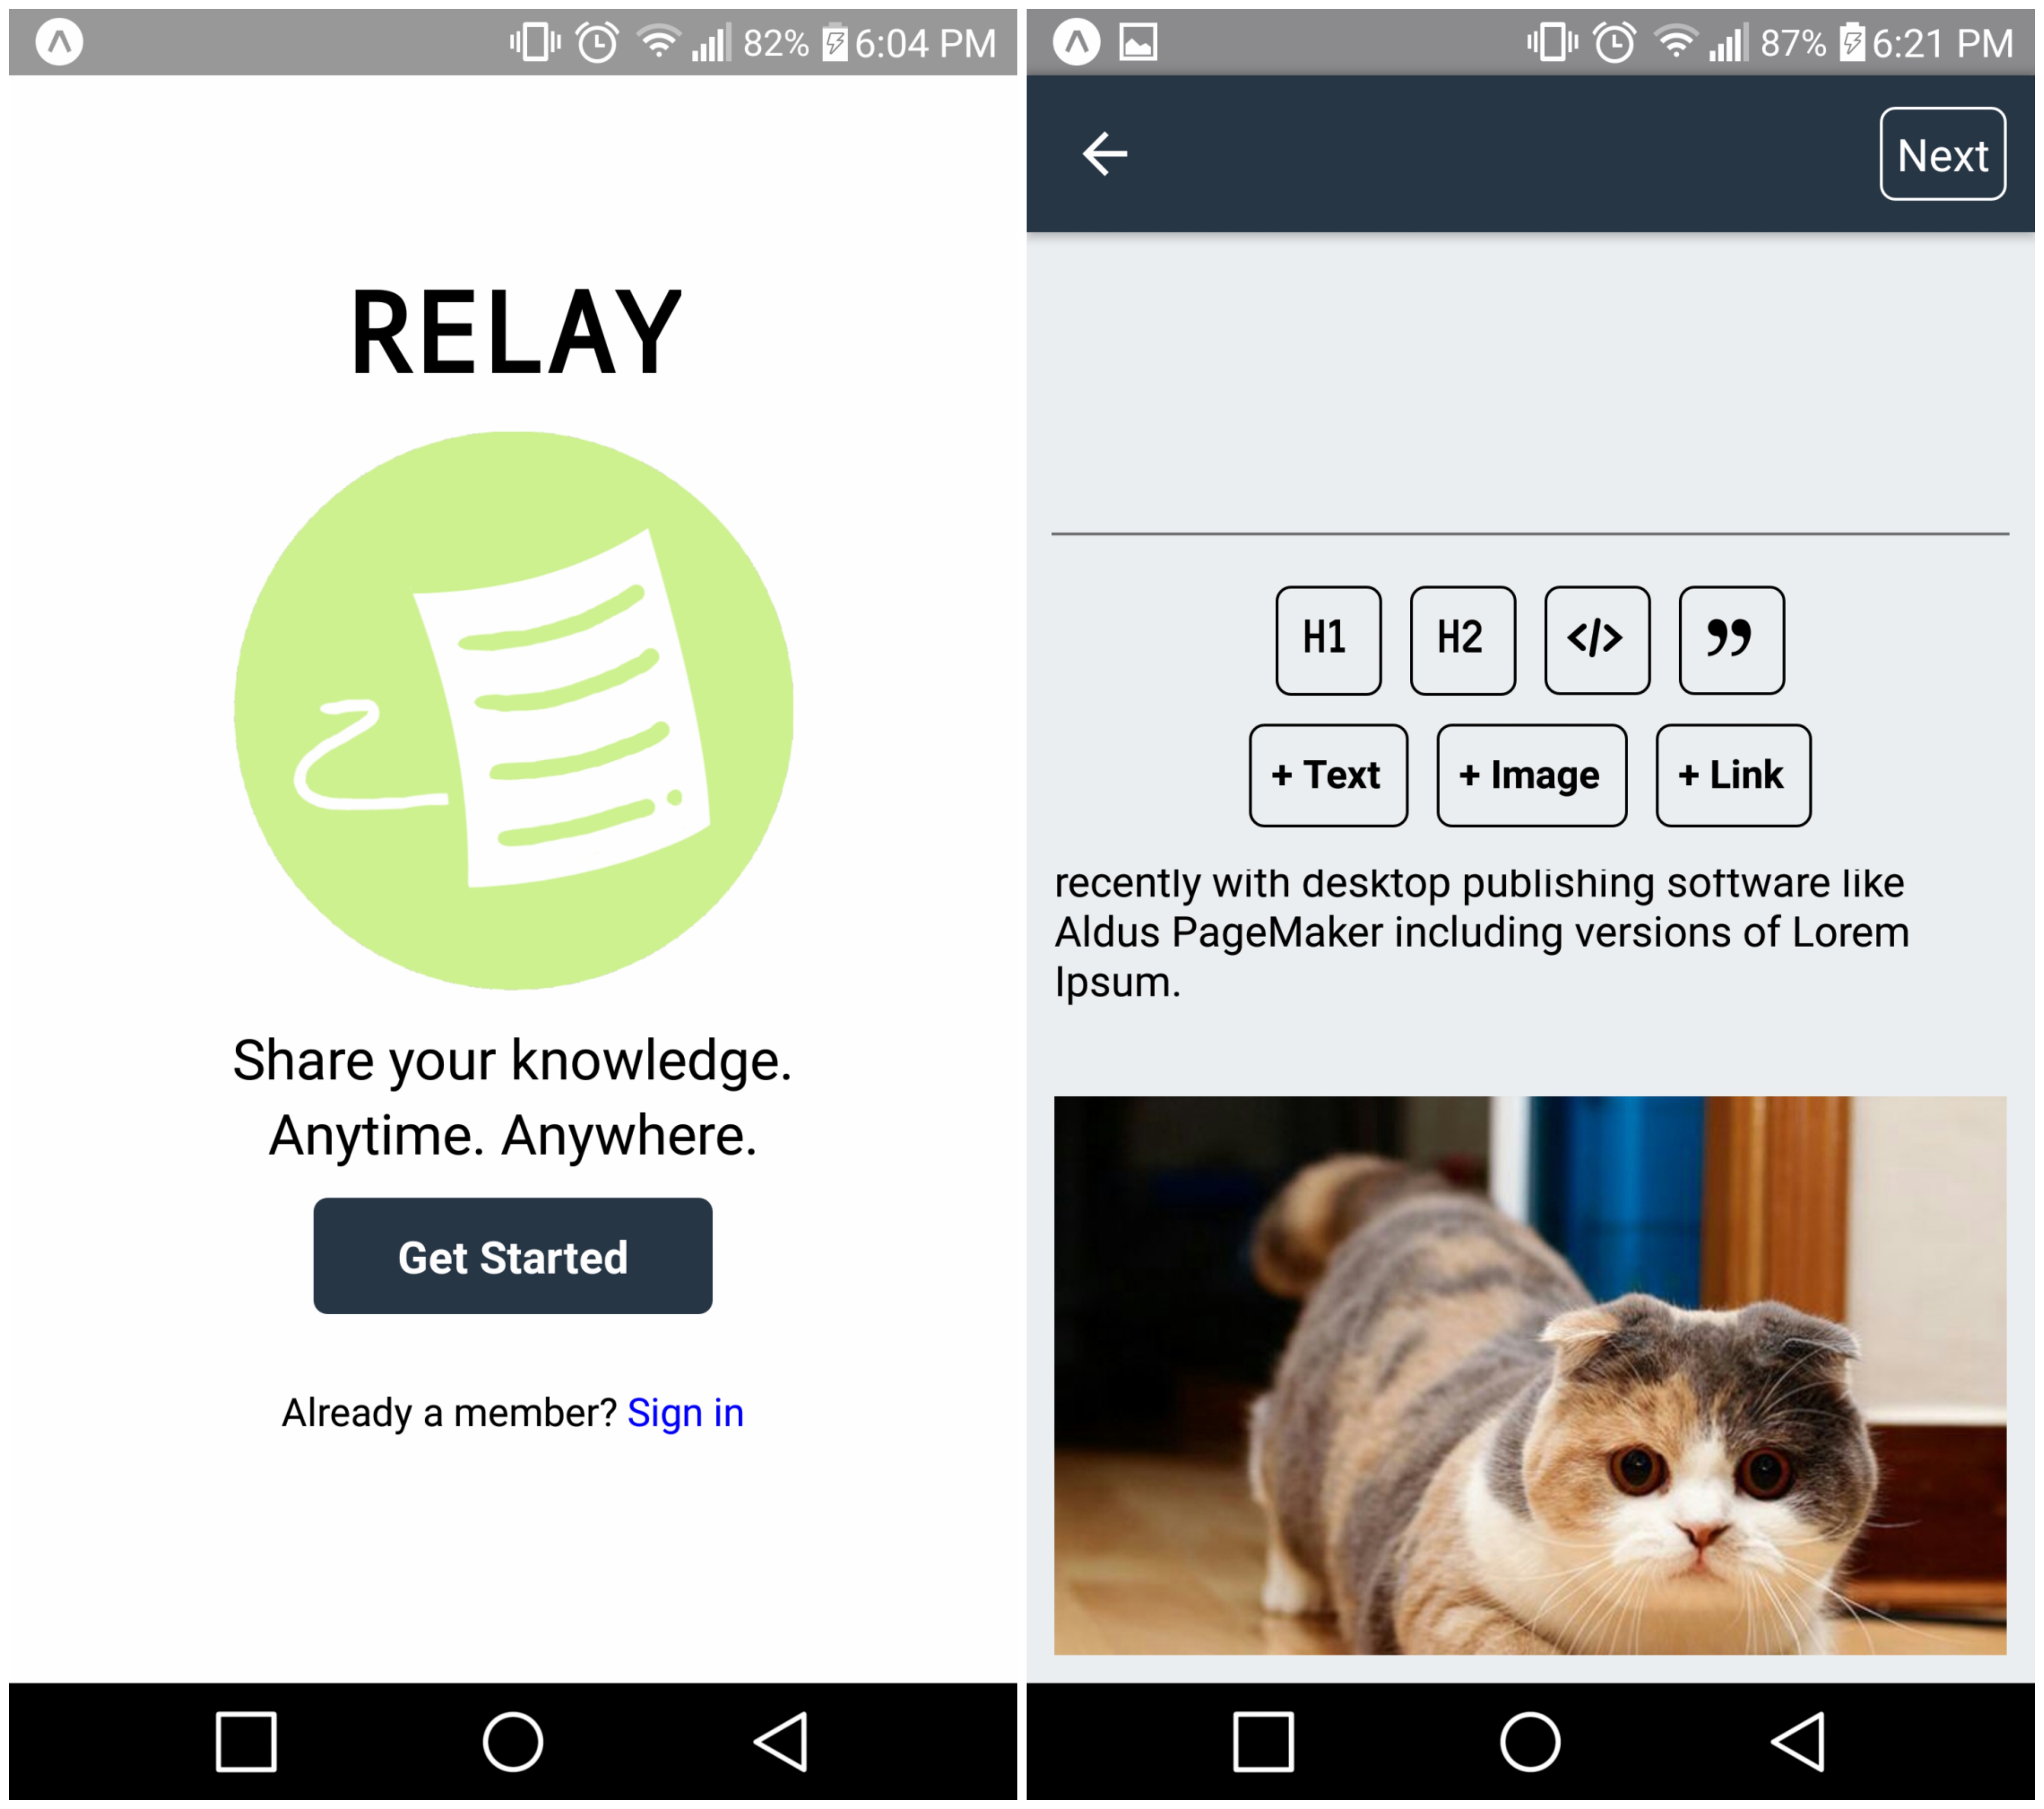 82% 6:04 PM
RELAY
Share your knowledge.
Anytime. Anywhere.
Get Started
Already a member? Sign in
87% 6:21 PM
Next
H1 H2 </> ”
+ Text + Image + Link
recently with desktop publishing software like
Aldus PageMaker including versions of Lorem
Ipsum.